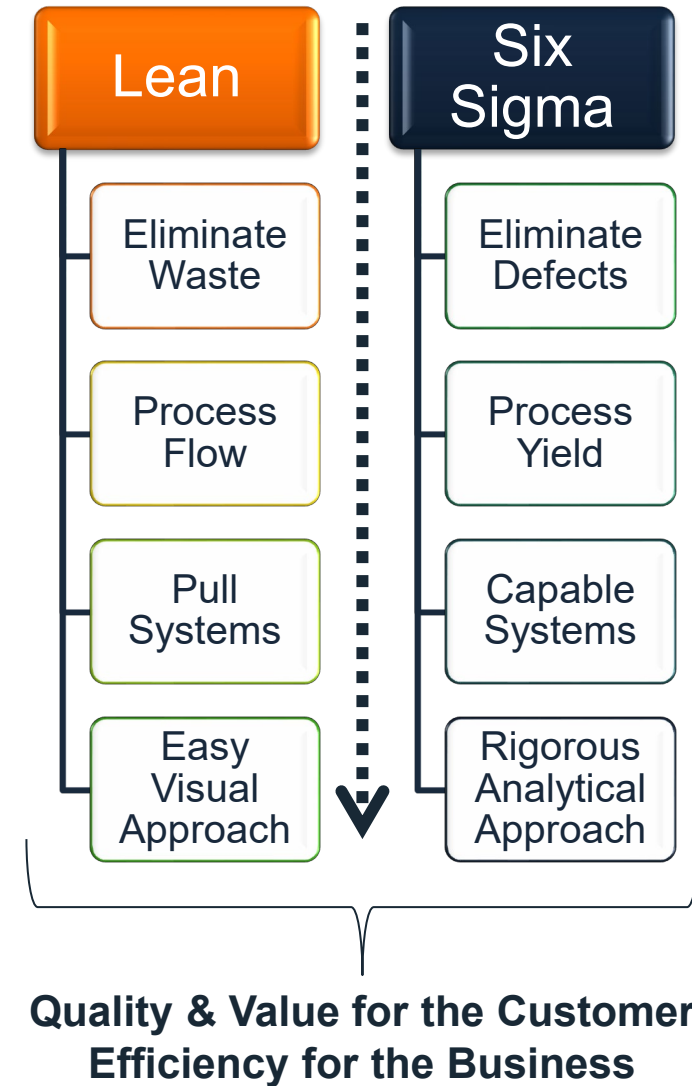 Lean
Eliminate
Waste
Process
Flow
Pull
Systems
Easy
Visual
Approach
Six
Sigma
Eliminate
Defects
Process
Yield
Capable
Systems
Rigorous
Analytical
Approach
Quality & Value for the Customer
Efficiency for the Business